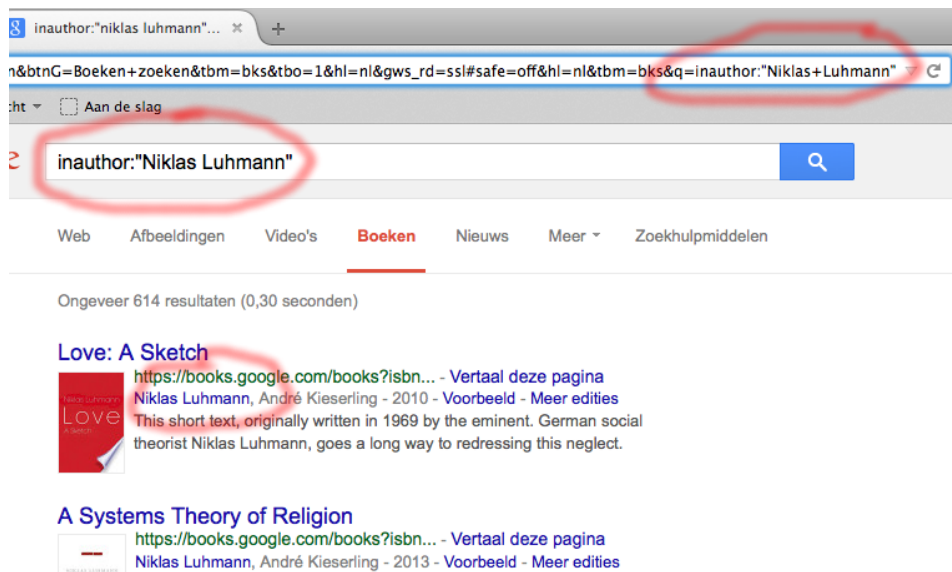 inauthor:"niklas luhmann"...
n&btnG=Boeken+zoeken&tbm=bks&tbo=1&hl=nl&gws_rd=ssl#safe=off&hl=nl&tbm=bks&q=inauthor:"Niklas+Luhmann"
cht Aan de slag
e inauthor:"Niklas Luhmann"
Web Afbeeldingen Video's Boeken Nieuws Meer Zoekhulpmiddelen
Ongeveer 614 resultaten (0,30 seconden)
Love: A Sketch
https://books.google.com/books?isbn... - Vertaal deze pagina
Niklas Luhmann, André Kieserling - 2010 - Voorbeeld - Meer edities
This short text, originally written in 1969 by the eminent. German social
theorist Niklas Luhmann, goes a long way to redressing this neglect.
Niklas Luhmann
Love
A Sketch
A Systems Theory of Religion
https://books.google.com/books?isbn... - Vertaal deze pagina
Niklas Luhmann, André Kieserling - 2013 - Voorbeeld - Meer edities